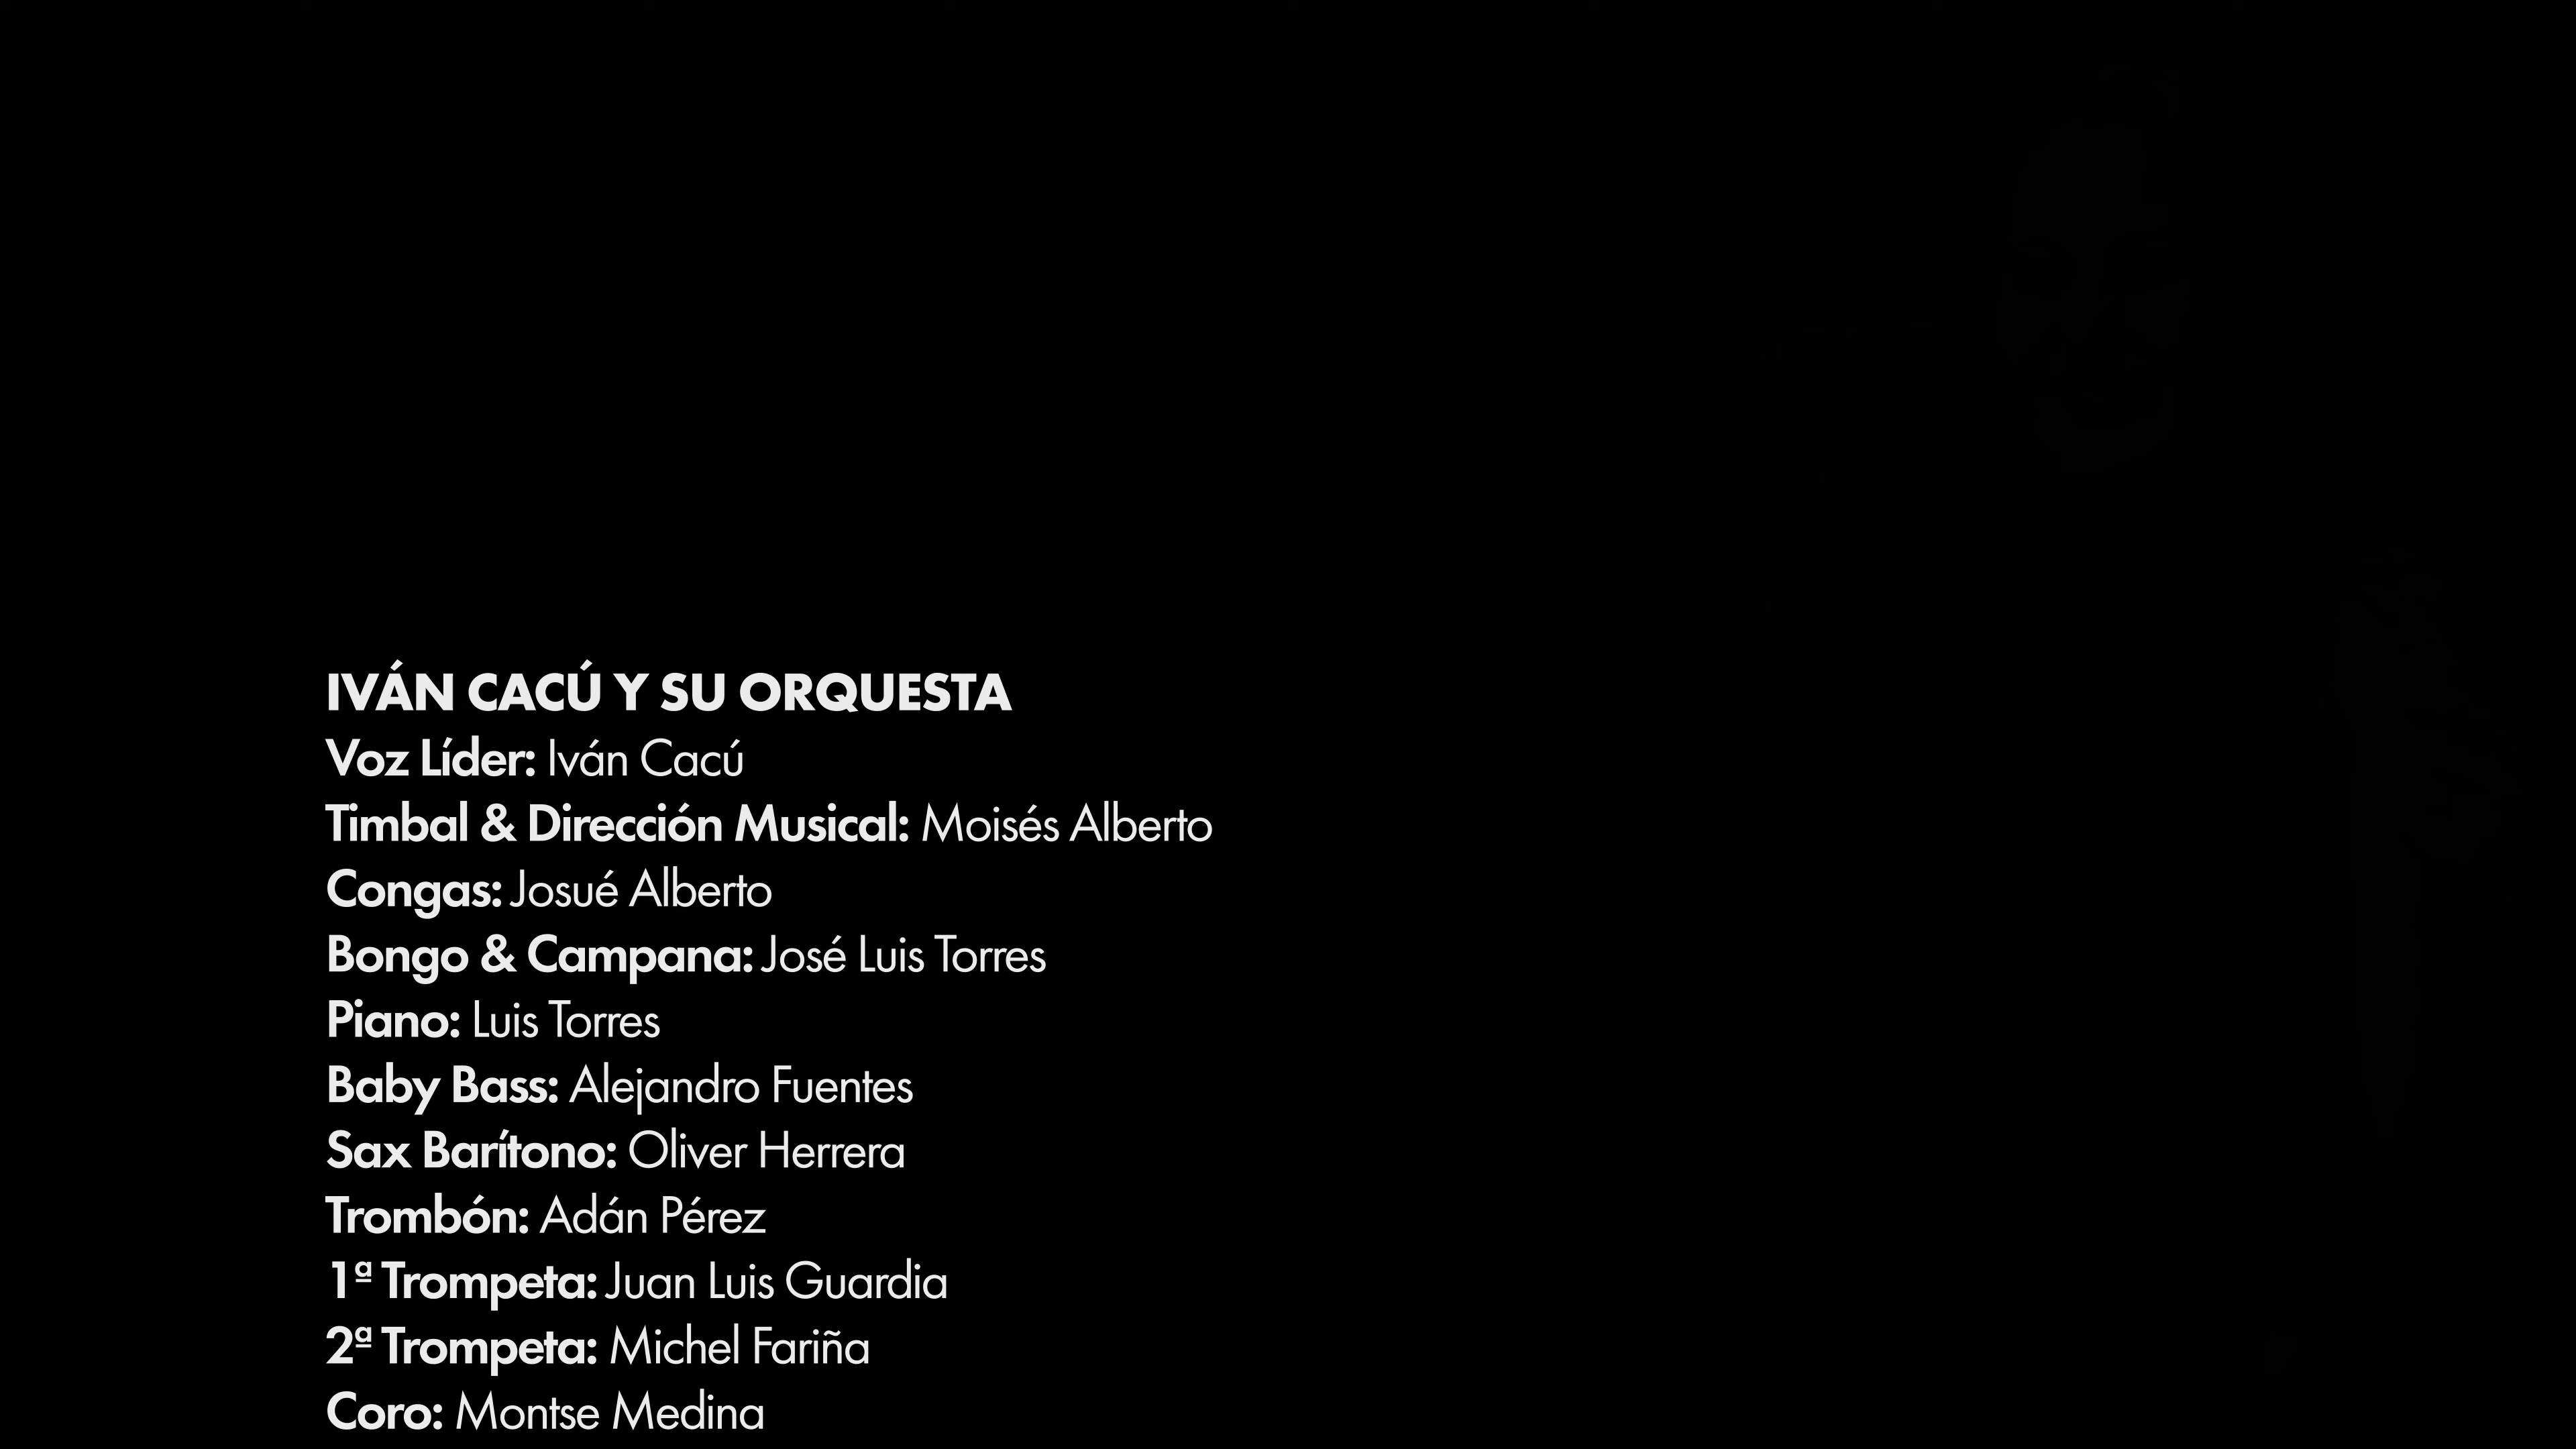 IVÁN CACÚ Y SU ORQUESTA
Voz Líder: Iván Cacú
Timbal & Dirección Musical: Moisés Alberto
Congas: Josué Alberto
Bongo & Campana: José Luis Torres
Piano: Luis Torres
Baby Bass: Alejandro Fuentes
Sax Barítono: Oliver Herrera
Trombón: Adán Pérez
1ª Trompeta: Juan Luis Guardia
2ª Trompeta: Michel Fariña
Coro: Montse Medina